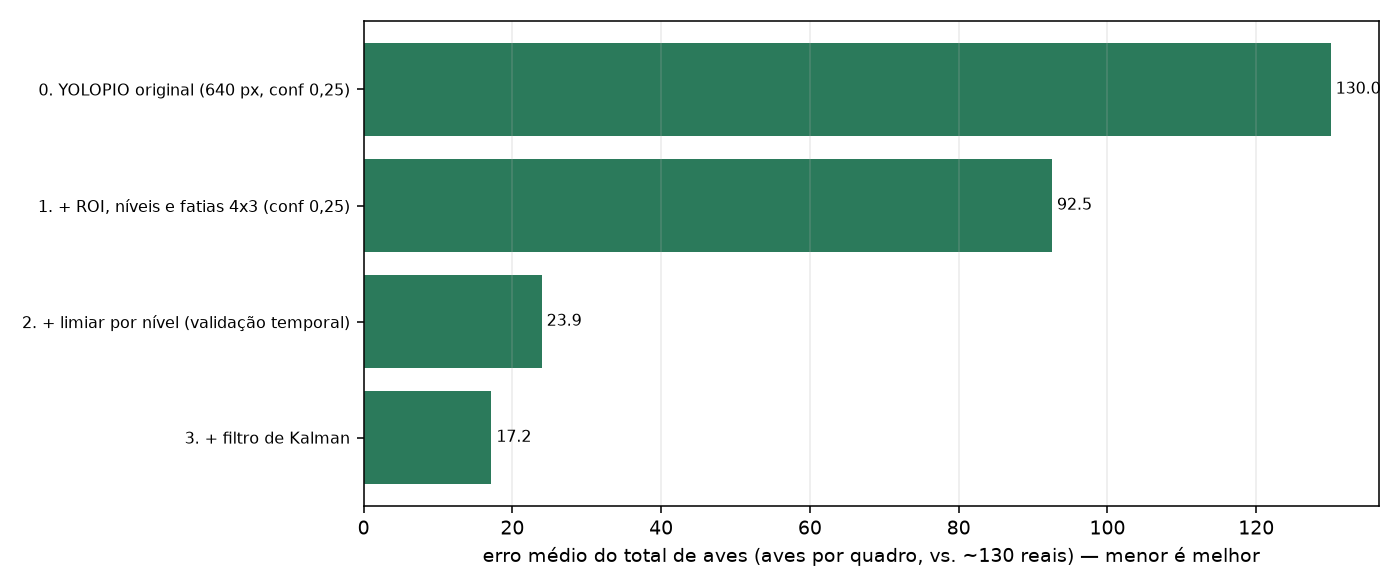 0. YOLOPIO original (640 px, conf 0,25)
130.0
1. + ROI, níveis e fatias 4x3 (conf 0,25)
92.5
2. + limiar por nível (validação temporal)
23.9
3. + filtro de Kalman
17.2
0 20 40 60 80 100 120
erro médio do total de aves (aves por quadro, vs. ~130 reais) — menor é melhor